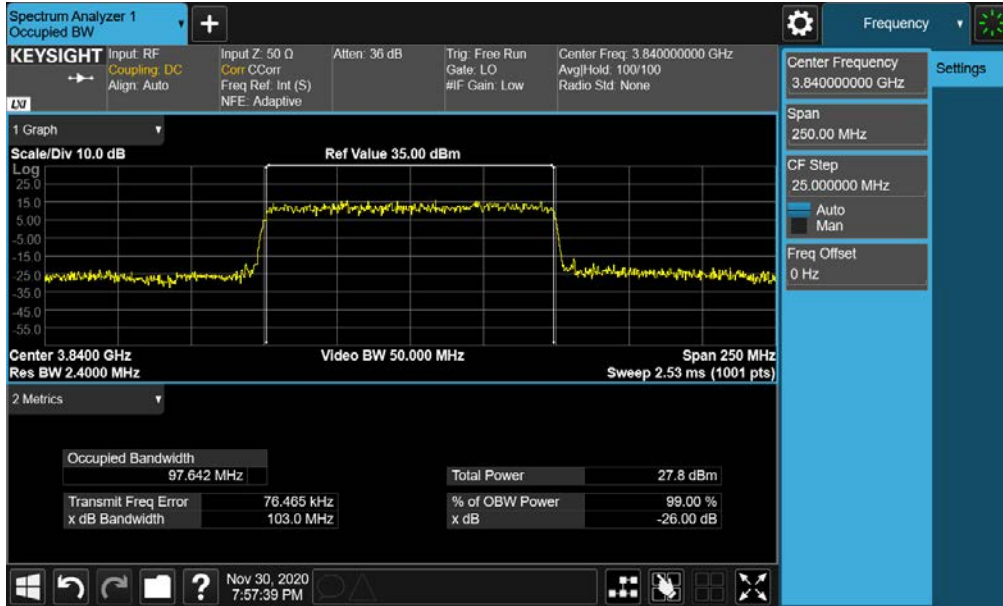 Spectrum Analyzer 1
Occupied BW
Frequency
KEYSIGHT
LXI
Input: RF
Coupling: DC
Align: Auto
Input Z: 50 Ω
Corr CCorr
Freq Ref: Int (S)
NFE: Adaptive
Atten: 36 dB
Trig: Free Run
Gate: LO
#IF Gain: Low
Center Freq: 3.840000000 GHz
Avg|Hold: 100/100
Radio Std: None
Center Frequency
3.840000000 GHz
Settings
Span
250.00 MHz
CF Step
25.000000 MHz
Auto
Man
Freq Offset
0 Hz
1 Graph
Scale/Div 10.0 dB
Ref Value 35.00 dBm
Log
25.0
15.0
5.00
-5.00
-15.0
-25.0
-35.0
-45.0
-55.0
Center 3.8400 GHz
Video BW 50.000 MHz
Span 250 MHz
Res BW 2.4000 MHz
Sweep 2.53 ms (1001 pts)
2 Metrics
Occupied Bandwidth
97.642 MHz
Total Power 27.8 dBm
Transmit Freq Error 76.465 kHz
% of OBW Power 99.00 %
x dB Bandwidth 103.0 MHz
x dB -26.00 dB
?
Nov 30, 2020
7:57:39 PM